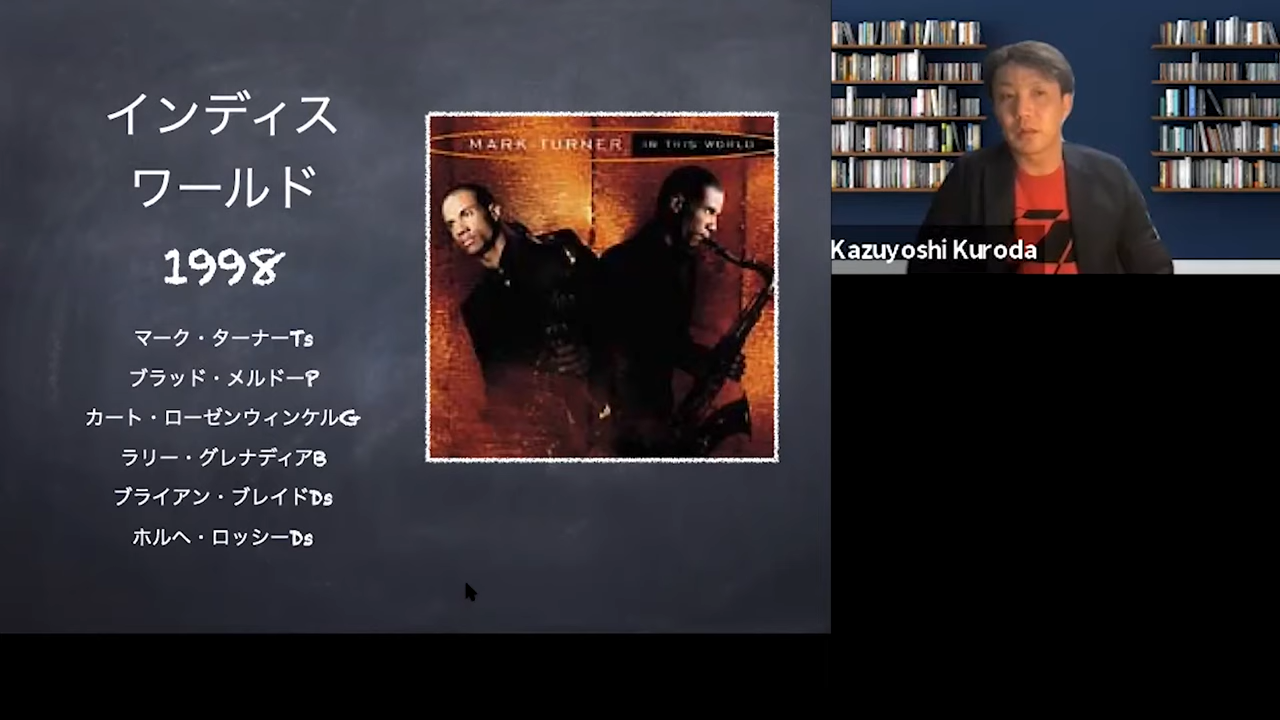 インディス
ワールド
1998
マーク・ターナーTs
ブラッド・メルドーP
カート・ローゼンウィンケルG
ラリー・グレナディアB
ブライアン・ブレイドDs
ホルヘ・ロッシーDs
MARK TURNER IN THIS WORLD
Kazuyoshi Kuroda